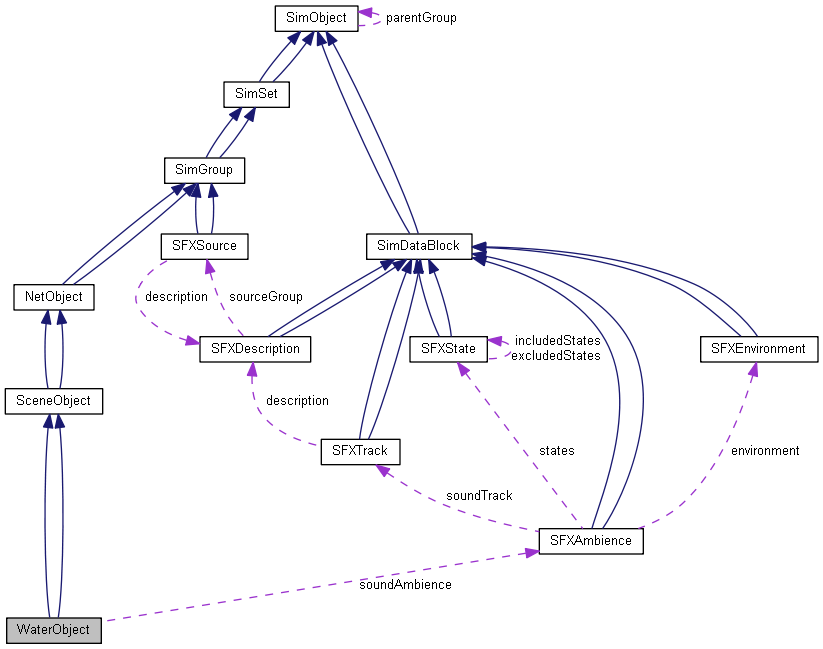 SimObject
parentGroup
SimSet
SimGroup
SFXSource
SimDataBlock
NetObject
description
sourceGroup
SFXDescription
SFXState
includedStates
excludedStates
SFXEnvironment
SceneObject
description
SFXTrack
states
environment
soundTrack
SFXAmbience
soundAmbience
WaterObject